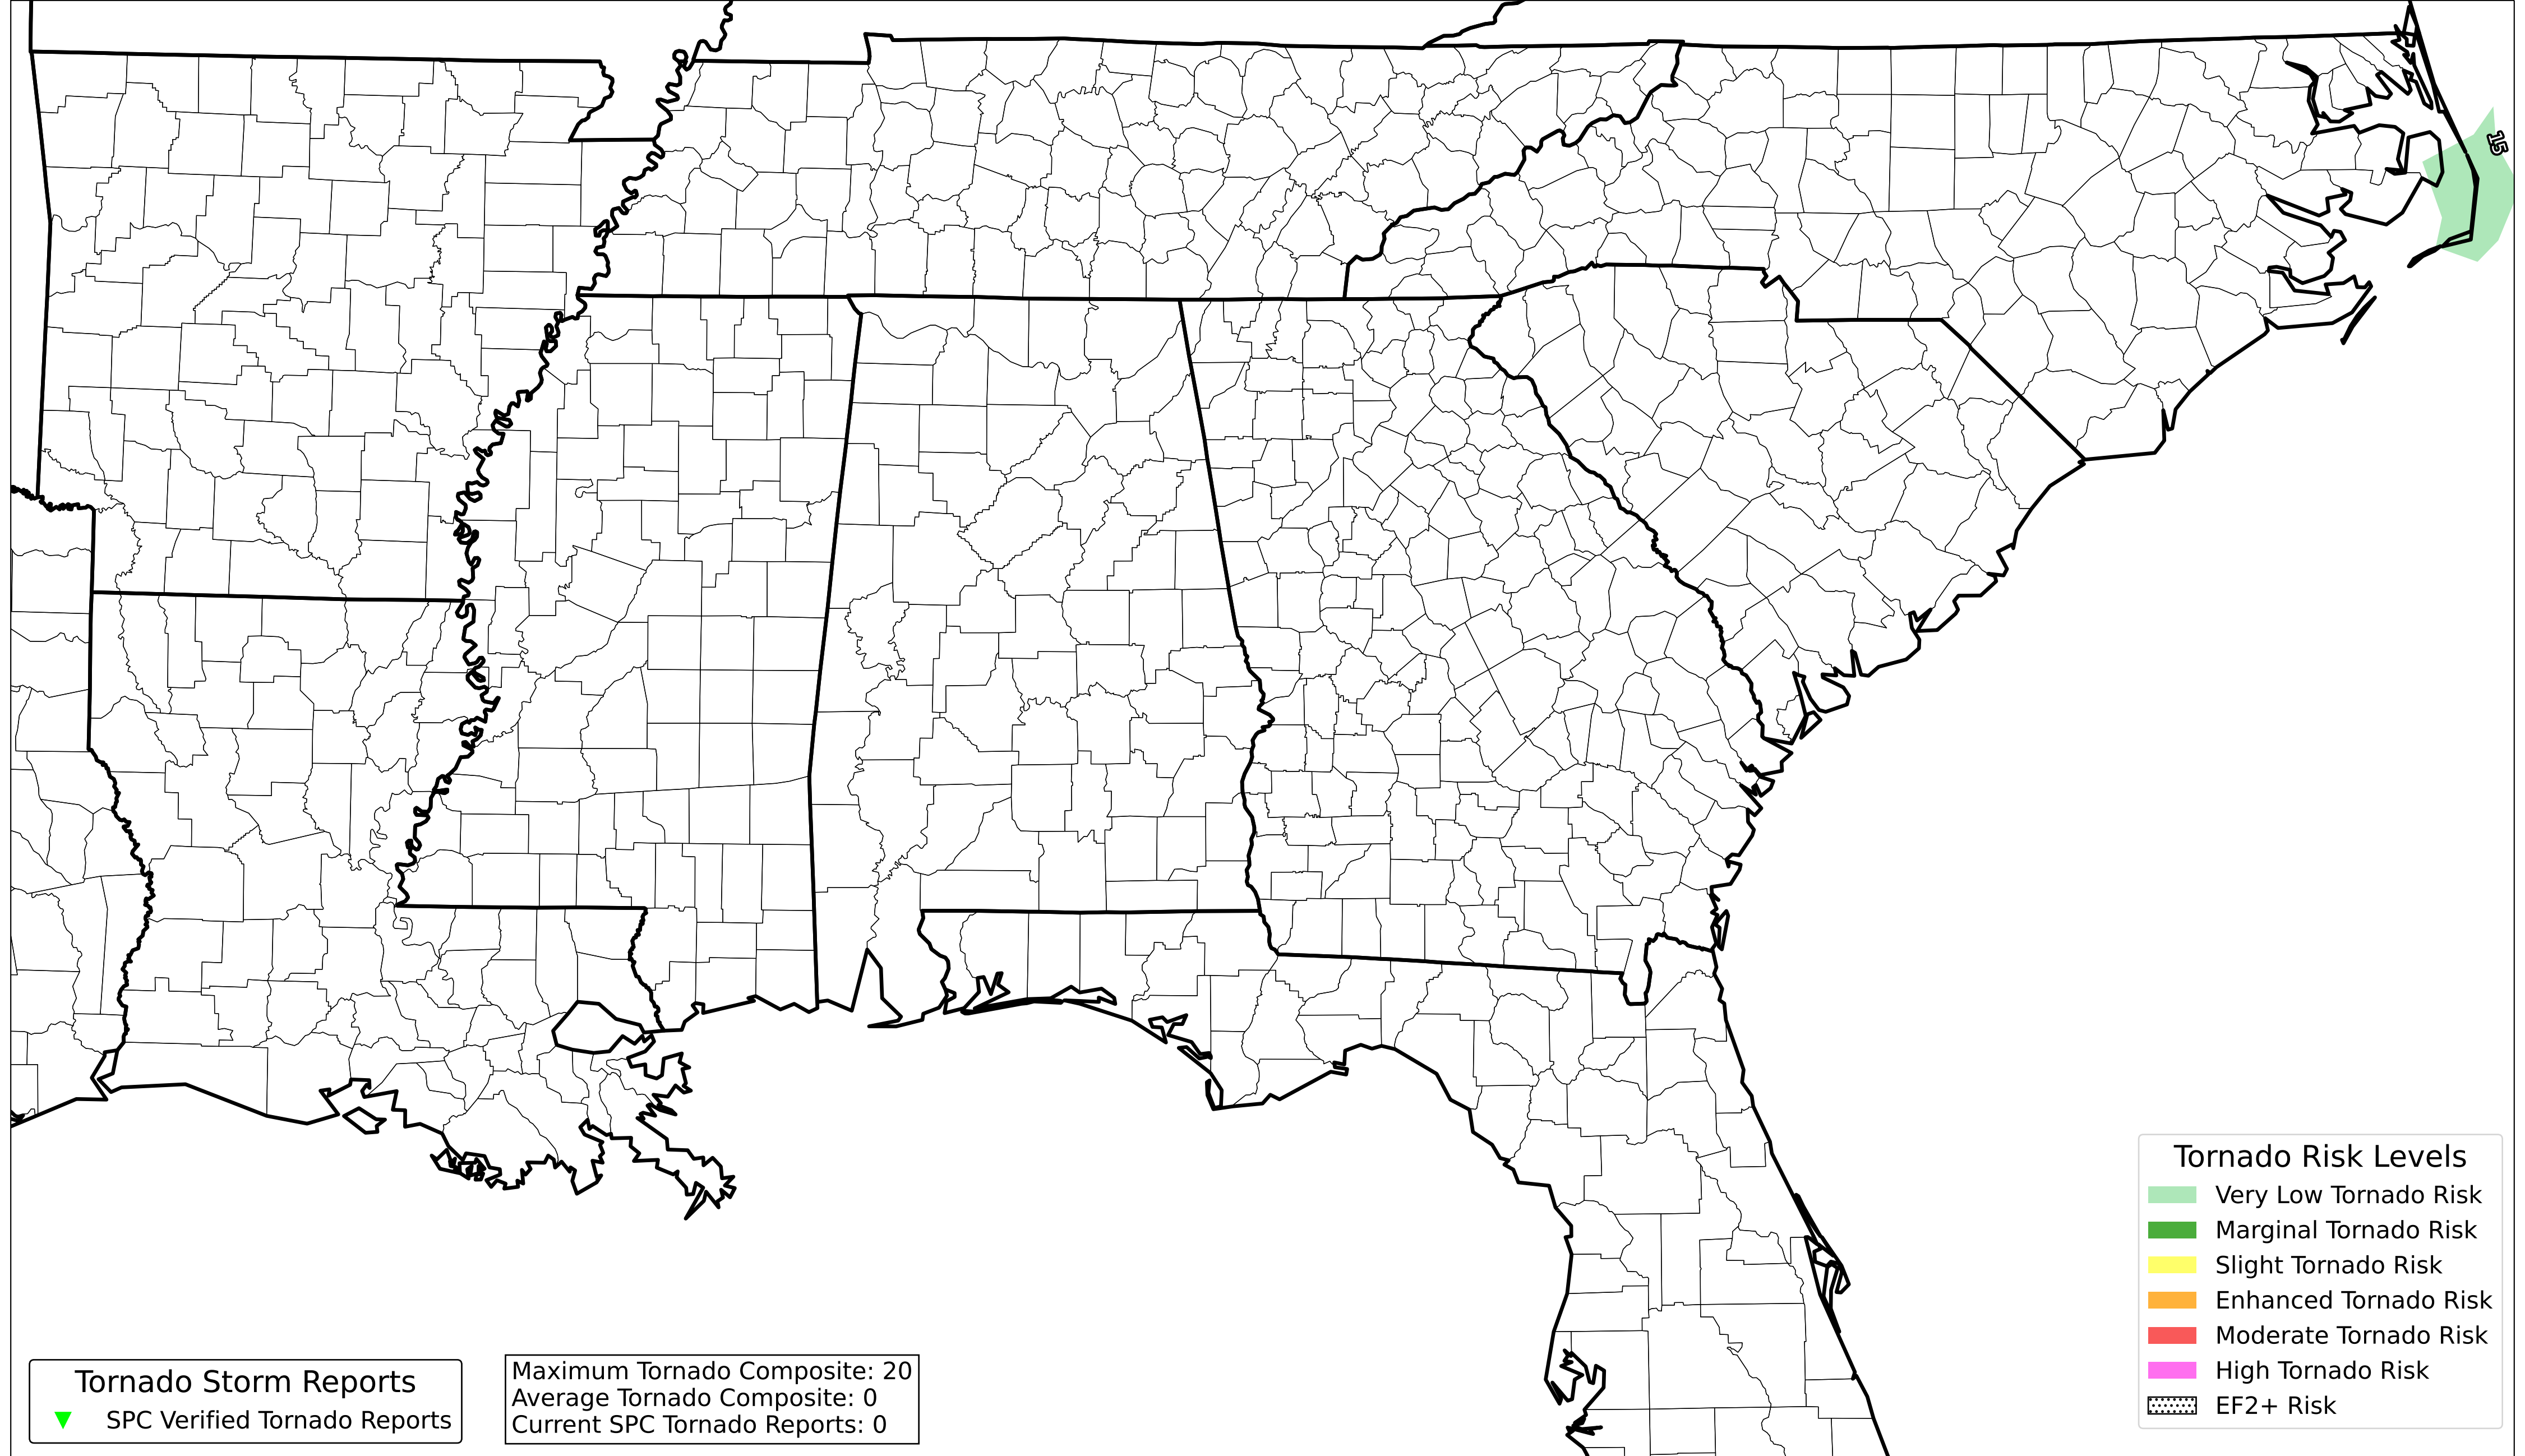 15
Tornado Risk Levels
Very Low Tornado Risk
Marginal Tornado Risk
Slight Tornado Risk
Enhanced Tornado Risk
Moderate Tornado Risk
High Tornado Risk
EF2+ Risk
Tornado Storm Reports
SPC Verified Tornado Reports
Maximum Tornado Composite: 20
Average Tornado Composite: 0
Current SPC Tornado Reports: 0